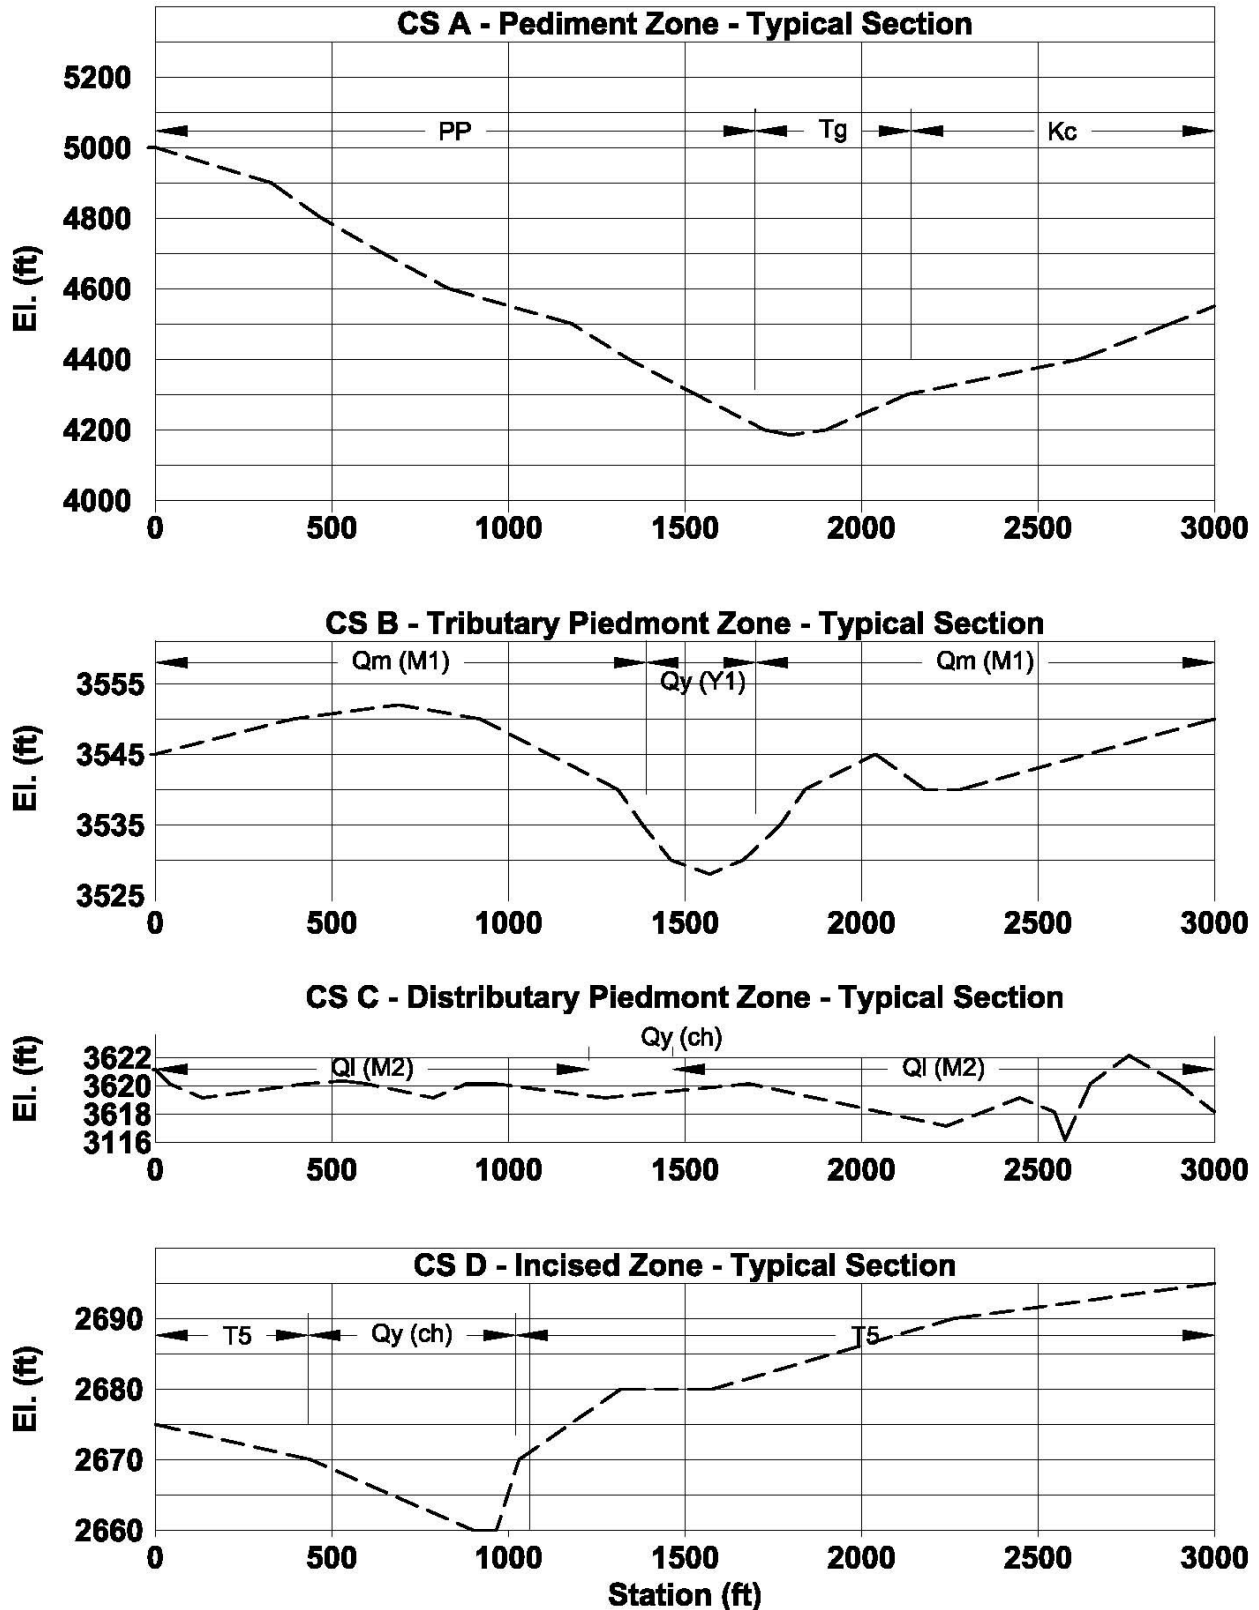 CS A - Pediment Zone - Typical Section
5200
PP Tg Kc
5000
4800
El. (ft)
4600
4400
4200
4000
0 500 1000 1500 2000 2500 3000
CS B - Tributary Piedmont Zone - Typical Section
Qm (M1) Qy (Y1) Qm (M1)
3555
El. (ft)
3545
3535
3525
0 500 1000 1500 2000 2500 3000
CS C - Distributary Piedmont Zone - Typical Section
Qy (ch)
3622
Ql (M2) Ql (M2)
El. (ft)
3620
3618
3116
0 500 1000 1500 2000 2500 3000
CS D - Incised Zone - Typical Section
2690
T5 Qy (ch) T5
El. (ft)
2680
2670
2660
0 500 1000 1500 2000 2500 3000
Station (ft)